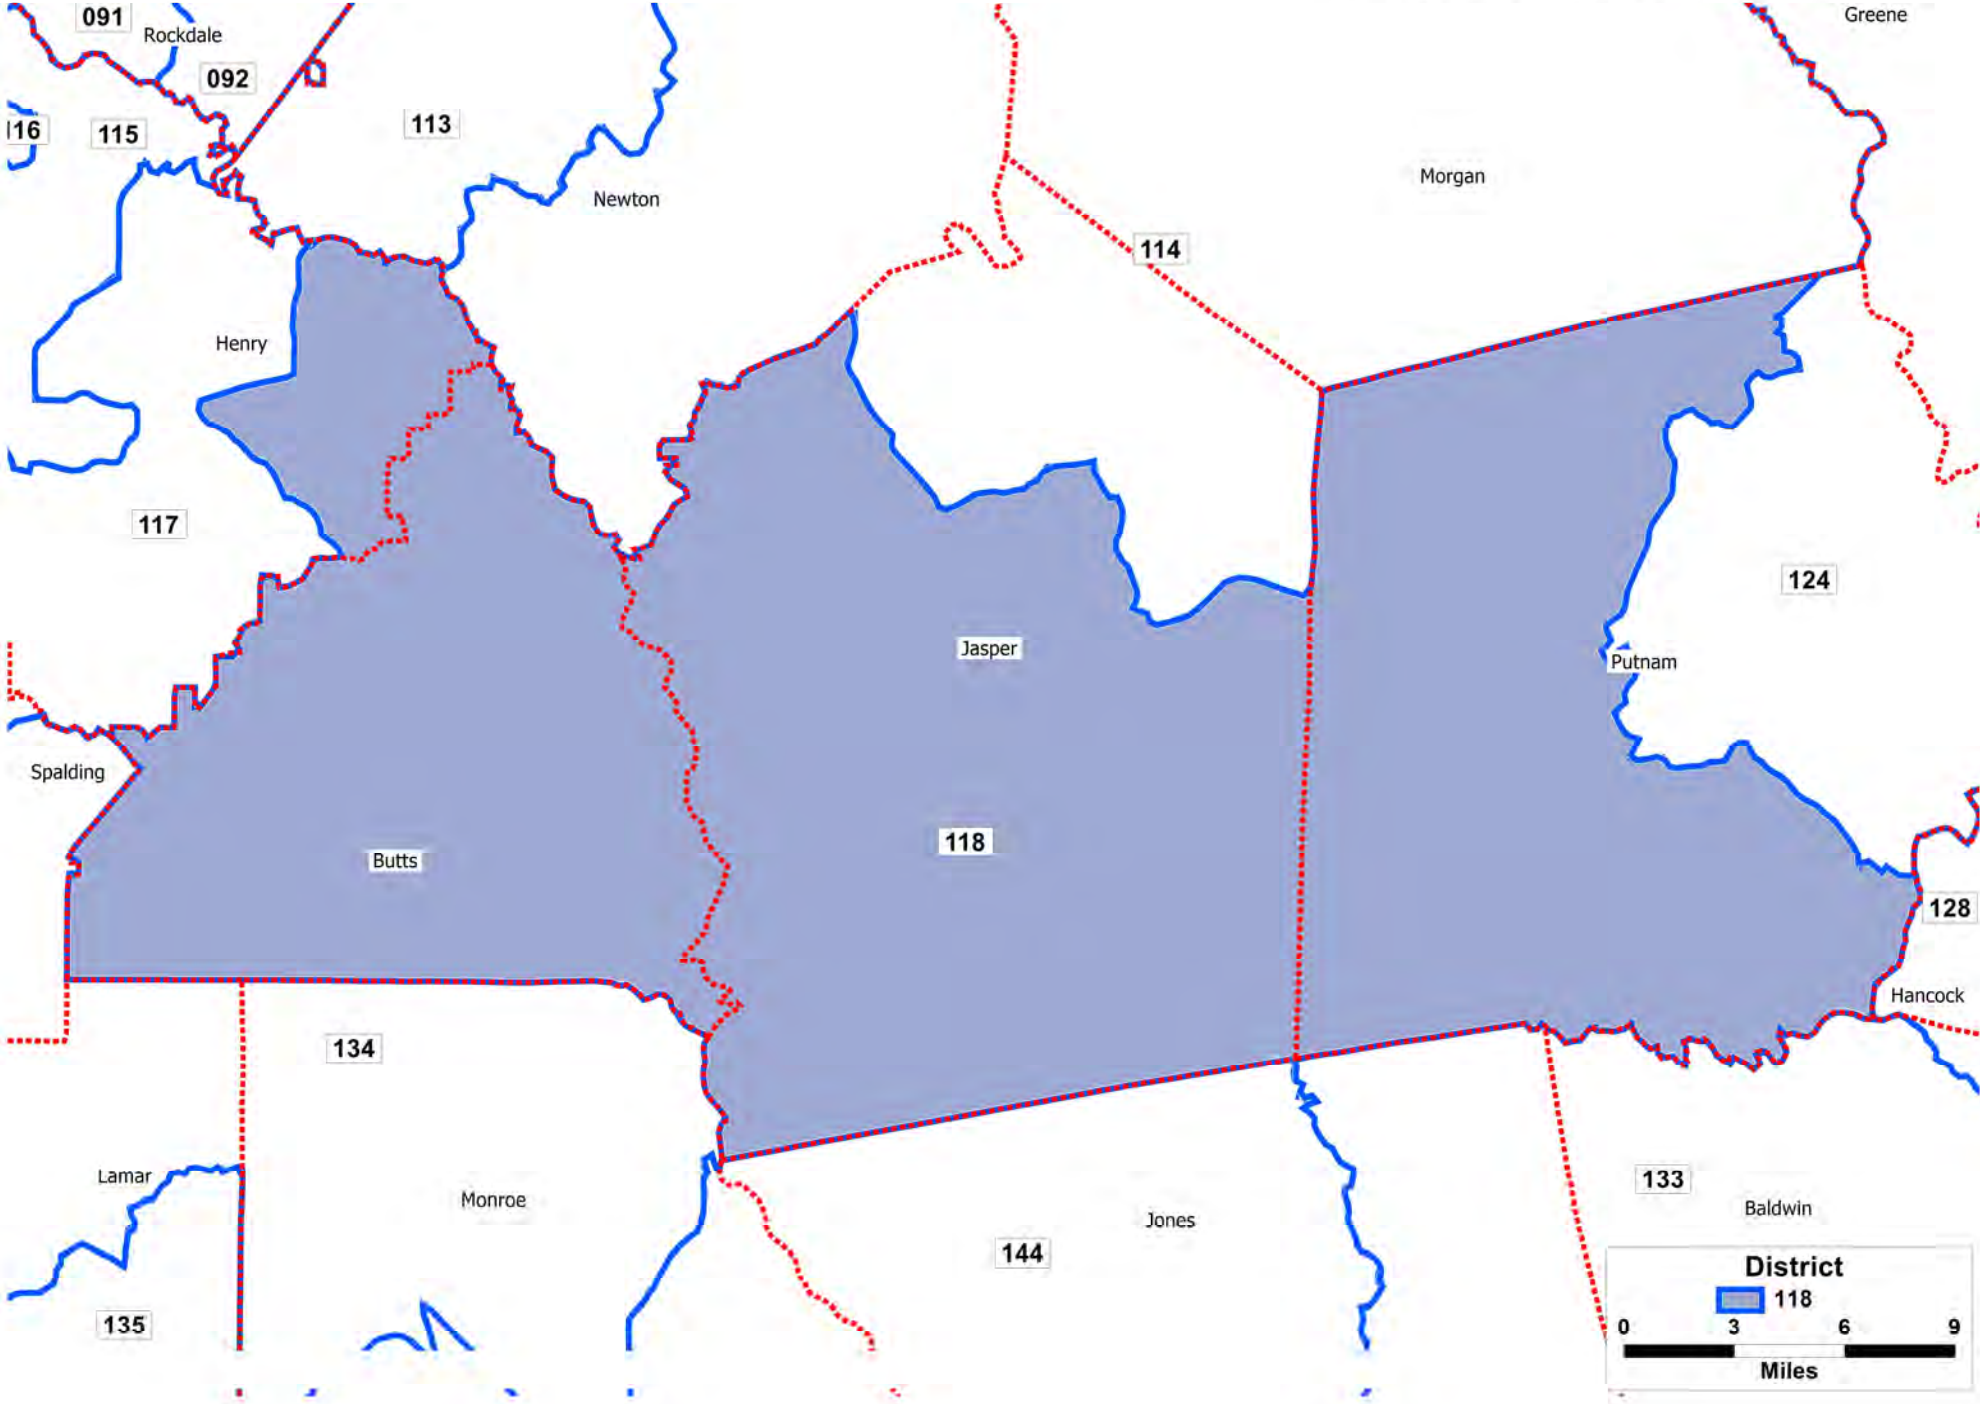 091
Greene
Rockdale
092
113
116
115
Morgan
Newton
114
Henry
117
124
Jasper
Putnam
Spalding
118
Butts
128
Hancock
134
Lamar
133
Monroe
Baldwin
Jones
144
District
118
135
0 3 6 9
Miles